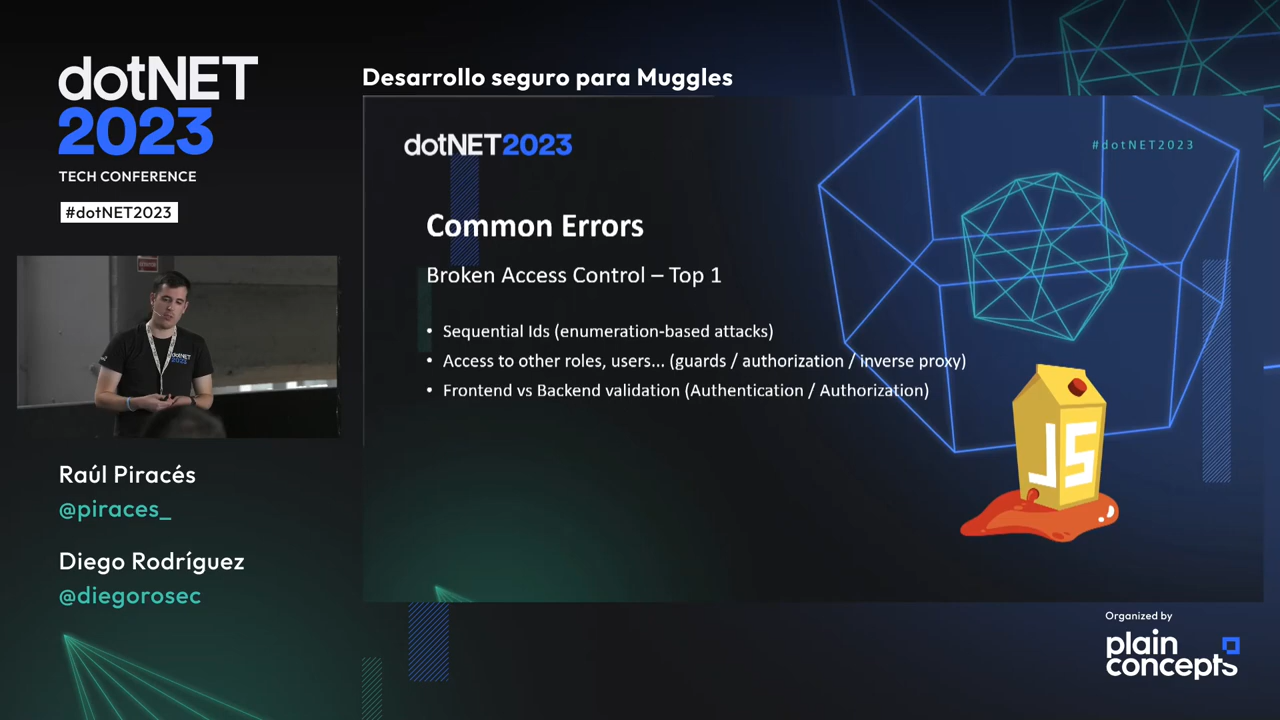 dotNET
2023
TECH CONFERENCE
#dotNET2023
Raúl Piracés
@piraces_
Diego Rodríguez
@diegorosec
Desarrollo seguro para Muggles
dotNET2023
#dotNET2023
Common Errors
Broken Access Control – Top 1
• Sequential Ids (enumeration-based attacks)
• Access to other roles, users... (guards / authorization / inverse proxy)
• Frontend vs Backend validation (Authentication / Authorization)
JS
Organized by
plain
concepts